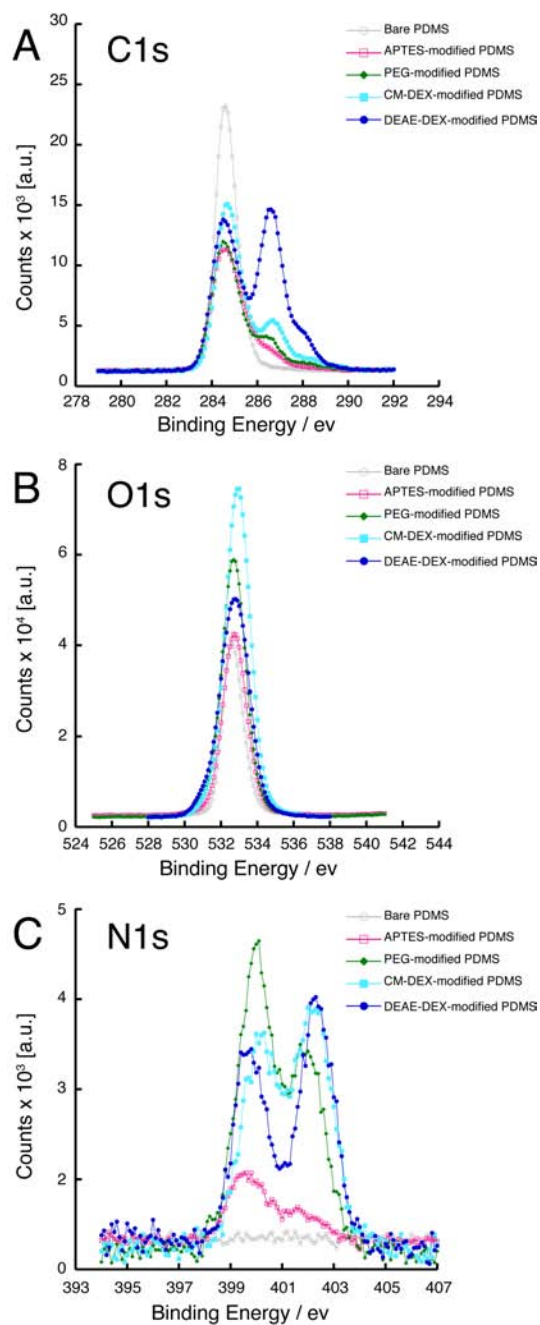 A
C1s
Bare PDMS
APTES-modified PDMS
PEG-modified PDMS
CM-DEX-modified PDMS
DEAE-DEX-modified PDMS
Counts x 10³ [a.u.]
30
25
20
15
10
5
0
278 280 282 284 286 288 290 292 294
Binding Energy / ev
B
O1s
Bare PDMS
APTES-modified PDMS
PEG-modified PDMS
CM-DEX-modified PDMS
DEAE-DEX-modified PDMS
Counts x 10⁴ [a.u.]
8
6
4
2
0
524 526 528 530 532 534 536 538 540 542 544
Binding Energy / ev
C
N1s
Bare PDMS
APTES-modified PDMS
PEG-modified PDMS
CM-DEX-modified PDMS
DEAE-DEX-modified PDMS
Counts x 10³ [a.u.]
5
4
3
2
0
393 395 397 399 401 403 405 407
Binding Energy / ev